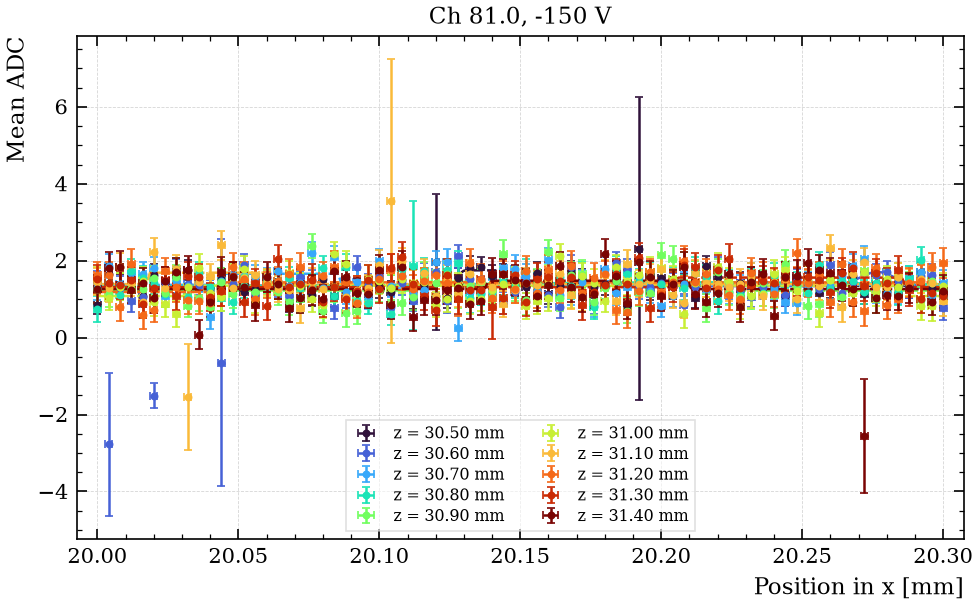 Ch 81.0, -150 V
Mean ADC
6
4
2
0
−2
−4
z = 30.50 mm
z = 30.60 mm
z = 30.70 mm
z = 30.80 mm
z = 30.90 mm
z = 31.00 mm
z = 31.10 mm
z = 31.20 mm
z = 31.30 mm
z = 31.40 mm
20.00 20.05 20.10 20.15 20.20 20.25 20.30
Position in x [mm]